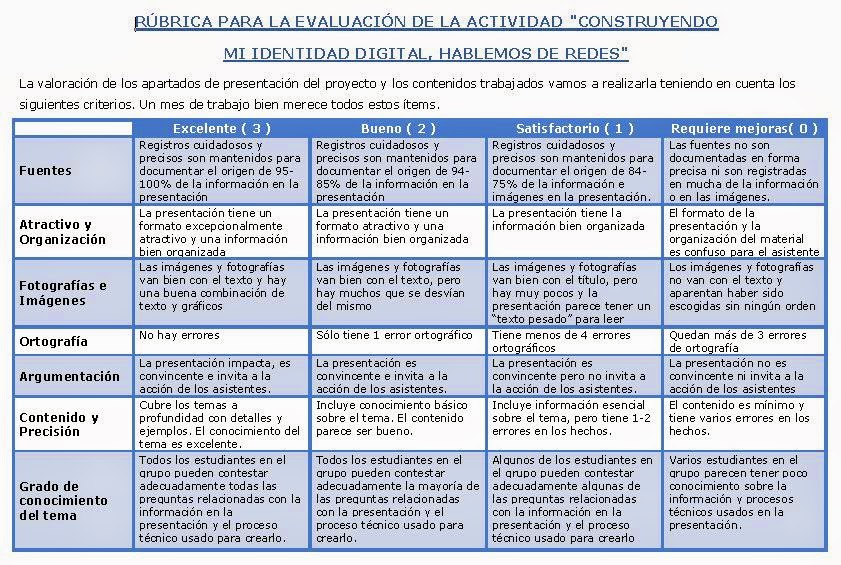 RÚBRICA PARA LA EVALUACIÓN DE LA ACTIVIDAD "CONSTRUYENDO
MI IDENTIDAD DIGITAL, HABLEMOS DE REDES"
La valoración de los apartados de presentación del proyecto y los contenidos trabajados vamos a realizarla teniendo en cuenta los
siguientes criterios. Un mes de trabajo bien merece todos estos ítems.
Excelente ( 3 )
Bueno ( 2 )
Satisfactorio ( 1 )
Requiere mejoras( 0 )
Fuentes
Registros cuidadosos y
precisos son mantenidos para
documentar el origen de 95-
100% de la información en la
presentación
Registros cuidadosos y
precisos son mantenidos para
documentar el origen de 94-
85% de la información en la
presentación
Registros cuidadosos y
precisos son mantenidos para
documentar el origen de 84-
75% de la información e
imágenes en la presentación.
Las fuentes no son
documentadas en forma
precisa ni son registradas
en mucha de la información
o en las imágenes.
Atractivo y
Organización
La presentación tiene un
formato excepcionalmente
atractivo y una información
bien organizada
La presentación tiene un
formato atractivo y una
información bien organizada
La presentación tiene la
información bien organizada
El formato de la
presentación y la
organización del material
es confuso para el asistente
Fotografías e
Imágenes
Las imágenes y fotografías
van bien con el texto y hay
una buena combinación de
texto y gráficos
Las imágenes y fotografías
van bien con el texto, pero
hay muchos que se desvían
del mismo
Las imágenes y fotografías
van bien con el título, pero
hay muy pocos y la
presentación parece tener un
"texto pesado" para leer
Los imágenes y fotografías
no van con el texto y
aparentan haber sido
escogidas sin ningún orden
Ortografía
No hay errores
Sólo tiene 1 error ortográfico
Tiene menos de 4 errores
ortográficos
Quedan más de 3 errores
de ortografía
Argumentación
La presentación impacta, es
convincente e invita a la
acción de los asistentes.
La presentación es
convincente e invita a la
acción de los asistentes.
La presentación es
convincente pero no invita a
la acción de los asistentes.
La presentación no es
convincente ni invita a la
acción de los asistentes
Contenido y
Precisión
Cubre los temas a
profundidad con detalles y
ejemplos. El conocimiento del
tema es excelente.
Incluye conocimiento básico
sobre el tema. El contenido
parece ser bueno.
Incluye información esencial
sobre el tema, pero tiene 1-2
errores en los hechos.
El contenido es mínimo y
tiene varios errores en los
hechos.
Grado de
conocimiento
del tema
Todos los estudiantes en el
grupo pueden contestar
adecuadamente todas las
preguntas relacionadas con la
información en la
presentación y el proceso
técnico usado para crearlo.
Todos los estudiantes en el
grupo pueden contestar
adecuadamente la mayoría de
las preguntas relacionadas
con la presentación y el
proceso técnico usado para
crearlo.
Algunos de los estudiantes en
el grupo pueden contestar
adecuadamente algunas de
las preguntas relacionadas
con la información en la
presentación y el proceso
técnico usado para crearlo
Varios estudiantes en el
grupo parecen tener poco
conocimiento sobre la
información y procesos
técnicos usados en la
presentación.